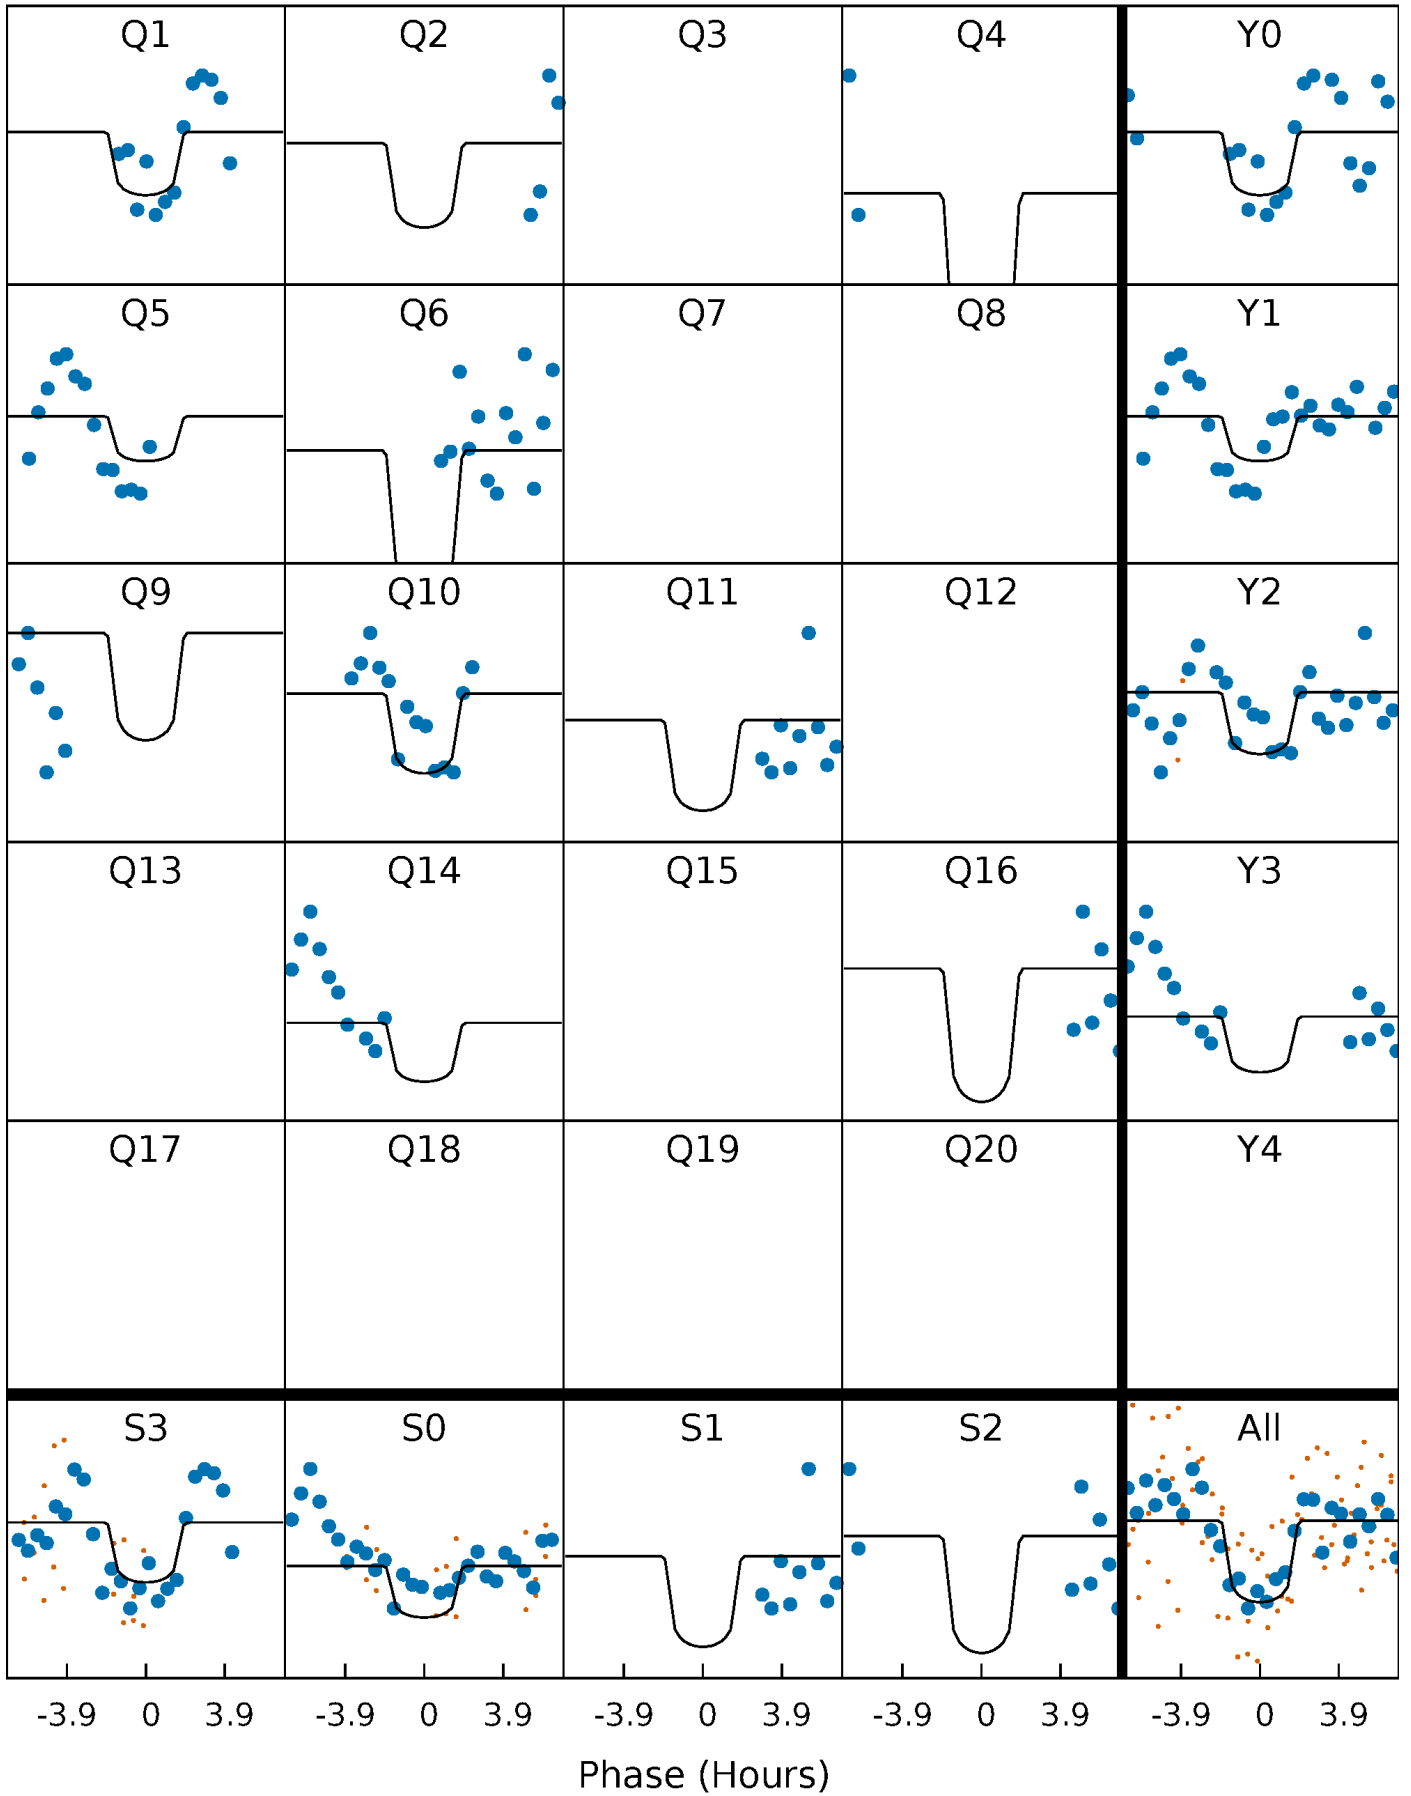 Q1 Q2 Q3 Q4 Y0
Q5 Q6 Q7 Q8 Y1
Q9 Q10 Q11 Q12 Y2
Q13 Q14 Q15 Q16 Y3
Q17 Q18 Q19 Q20 Y4
S3 S0 S1 S2 All
-3.9 0 3.9 -3.9 0 3.9 -3.9 0 3.9 -3.9 0 3.9 -3.9 0 3.9
Phase (Hours)